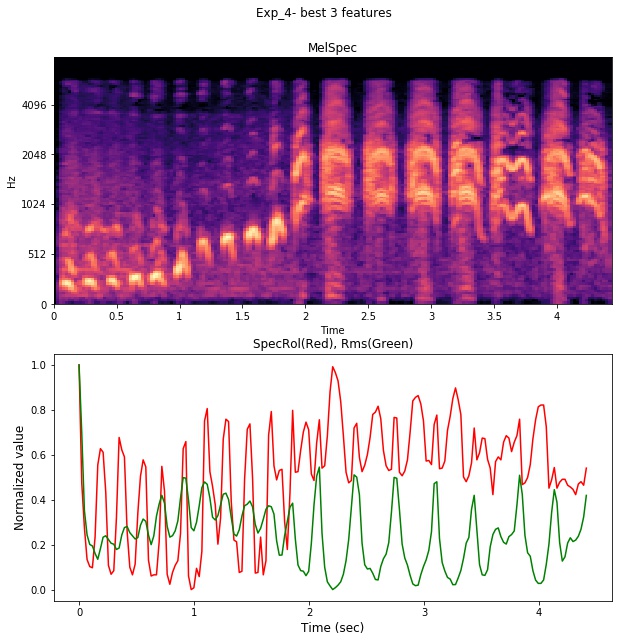 Exp_4- best 3 features
MelSpec
Hz
4096
2048
1024
512
0
0 0.5 1 1.5 2 2.5 3 3.5 4
Time
SpecRol(Red), Rms(Green)
Normalized value
1.0
0.8
0.6
0.4
0.2
0.0
0 1 2 3 4
Time (sec)